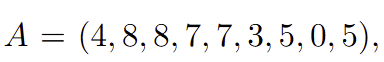 A = (4, 8, 8, 7, 7, 3, 5, 0, 5),